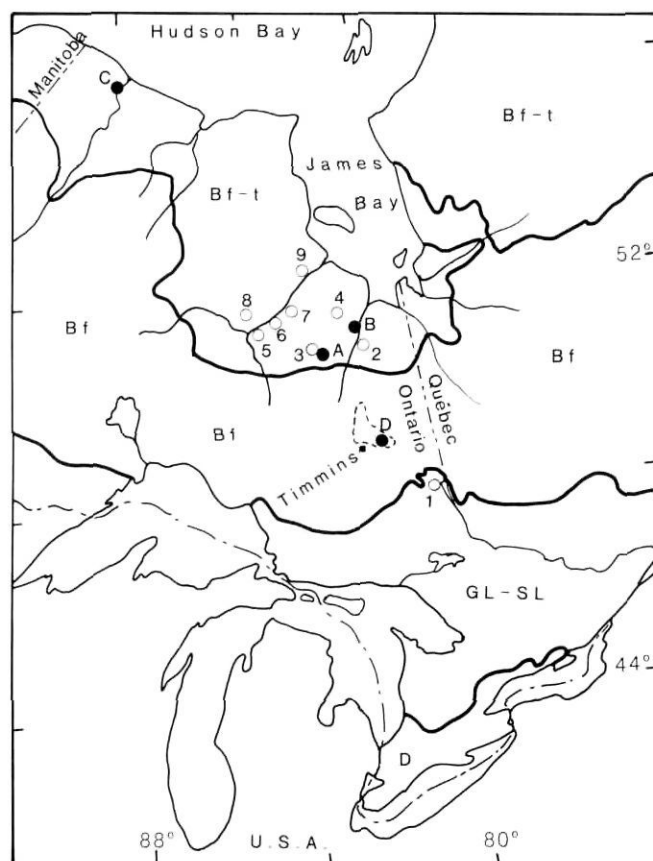 Hudson Bay
Manitoba
C
Bf-t
James
Bay
Bf-t
52°
9
8
7
4
B
6
5
3
A
2
Bf
Bf
Québec
Ontario
Bf
D
Timmins
1
GL-SL
44°
D
88°
U.S.A.
80°